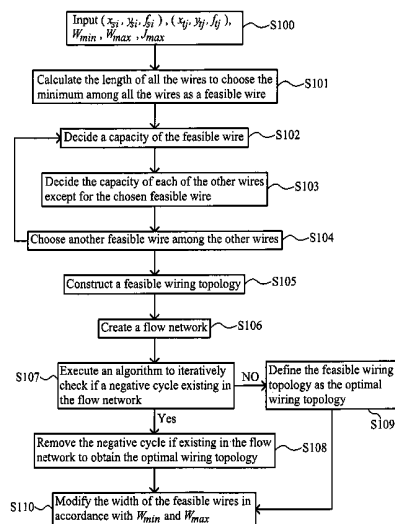 Input (x_si, y_si, f_si), (x_tj, y_tj, f_tj),
W_min, W_max, J_max
S100
Calculate the length of all the wires to choose the
minimum among all the wires as a feasible wire
S101
Decide a capacity of the feasible wire
S102
Decide the capacity of each of the other wires
except for the chosen feasible wire
S103
Choose another feasible wire among the other wires
S104
Construct a feasible wiring topology
S105
Create a flow network
S106
S107
Execute an algorithm to iteratively
check if a negative cycle existing in
the flow network
NO
Define the feasible wiring
topology as the optimal
wiring topology
S109
Yes
Remove the negative cycle if existing in the flow
network to obtain the optimal wiring topology
S108
S110
Modify the width of the feasible wires in
accordance with W_min and W_max